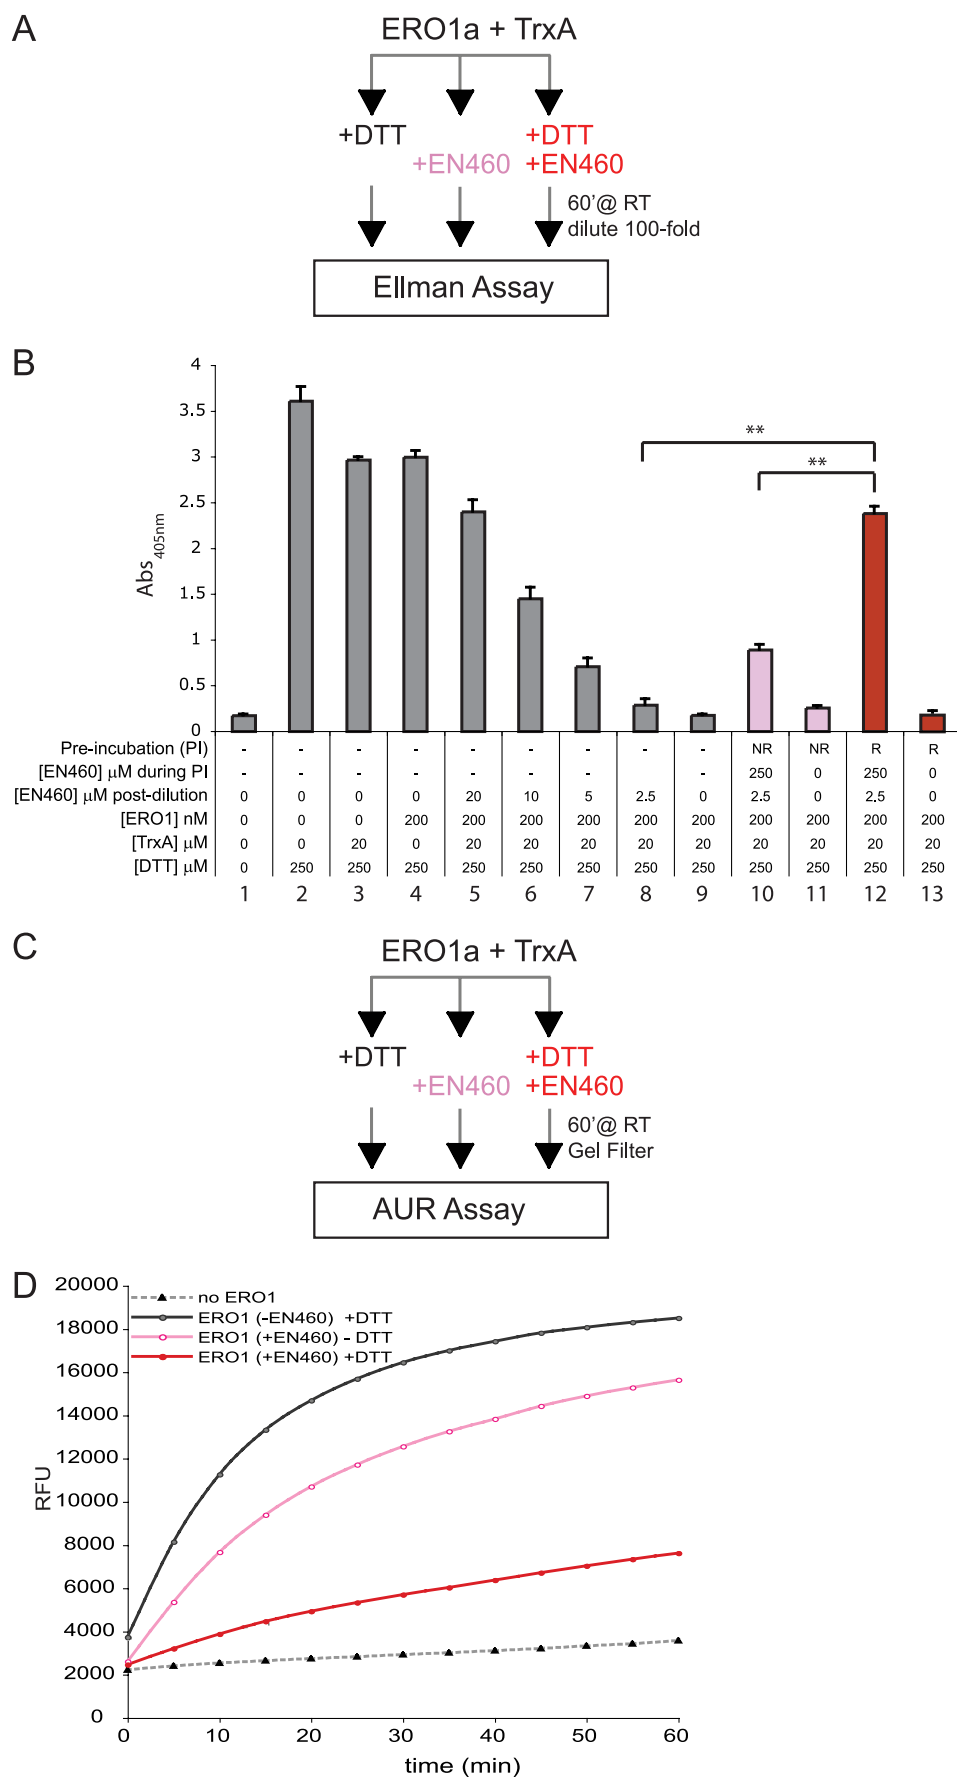 A
ERO1a + TrxA
+DTT
+EN460
+DTT
+EN460
60'@ RT
dilute 100-fold
Ellman Assay
B
4
3.5
3
2.5
2
1.5
1
0.5
0
Abs405nm
**
**
Pre-incubation (PI) - - - - - - - - - NR NR R R
[EN460] µM during PI - - - - - - - - - 250 0 250 0
[EN460] µM post-dilution 0 0 0 0 20 10 5 2.5 0 2.5 0 2.5 0
[ERO1] nM 0 0 0 200 200 200 200 200 200 200 200 200 200
[TrxA] µM 0 0 20 0 20 20 20 20 20 20 20 20 20
[DTT] µM 0 250 250 250 250 250 250 250 250 250 250 250 250
1 2 3 4 5 6 7 8 9 10 11 12 13
C
ERO1a + TrxA
+DTT
+EN460
+DTT
+EN460
60'@ RT
Gel Filter
AUR Assay
D
20000
18000
16000
14000
12000
10000
8000
6000
4000
2000
0
RFU
no ERO1
ERO1 (-EN460) +DTT
ERO1 (+EN460) - DTT
ERO1 (+EN460) +DTT
0 10 20 30 40 50 60
time (min)